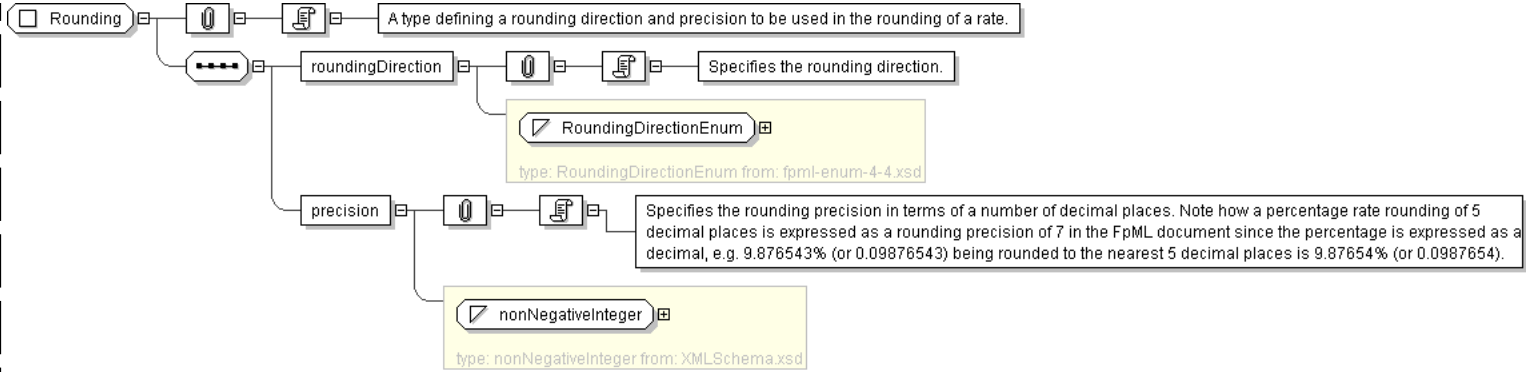 Rounding
A type defining a rounding direction and precision to be used in the rounding of a rate.
roundingDirection
Specifies the rounding direction.
RoundingDirectionEnum
type: RoundingDirectionEnum from: fpml-enum-4-4.xsd
precision
Specifies the rounding precision in terms of a number of decimal places. Note how a percentage rate rounding of 5
decimal places is expressed as a rounding precision of 7 in the FpML document since the percentage is expressed as a
decimal, e.g. 9.876543% (or 0.09876543) being rounded to the nearest 5 decimal places is 9.87654% (or 0.0987654).
nonNegativeInteger
type: nonNegativeInteger from: XMLSchema.xsd